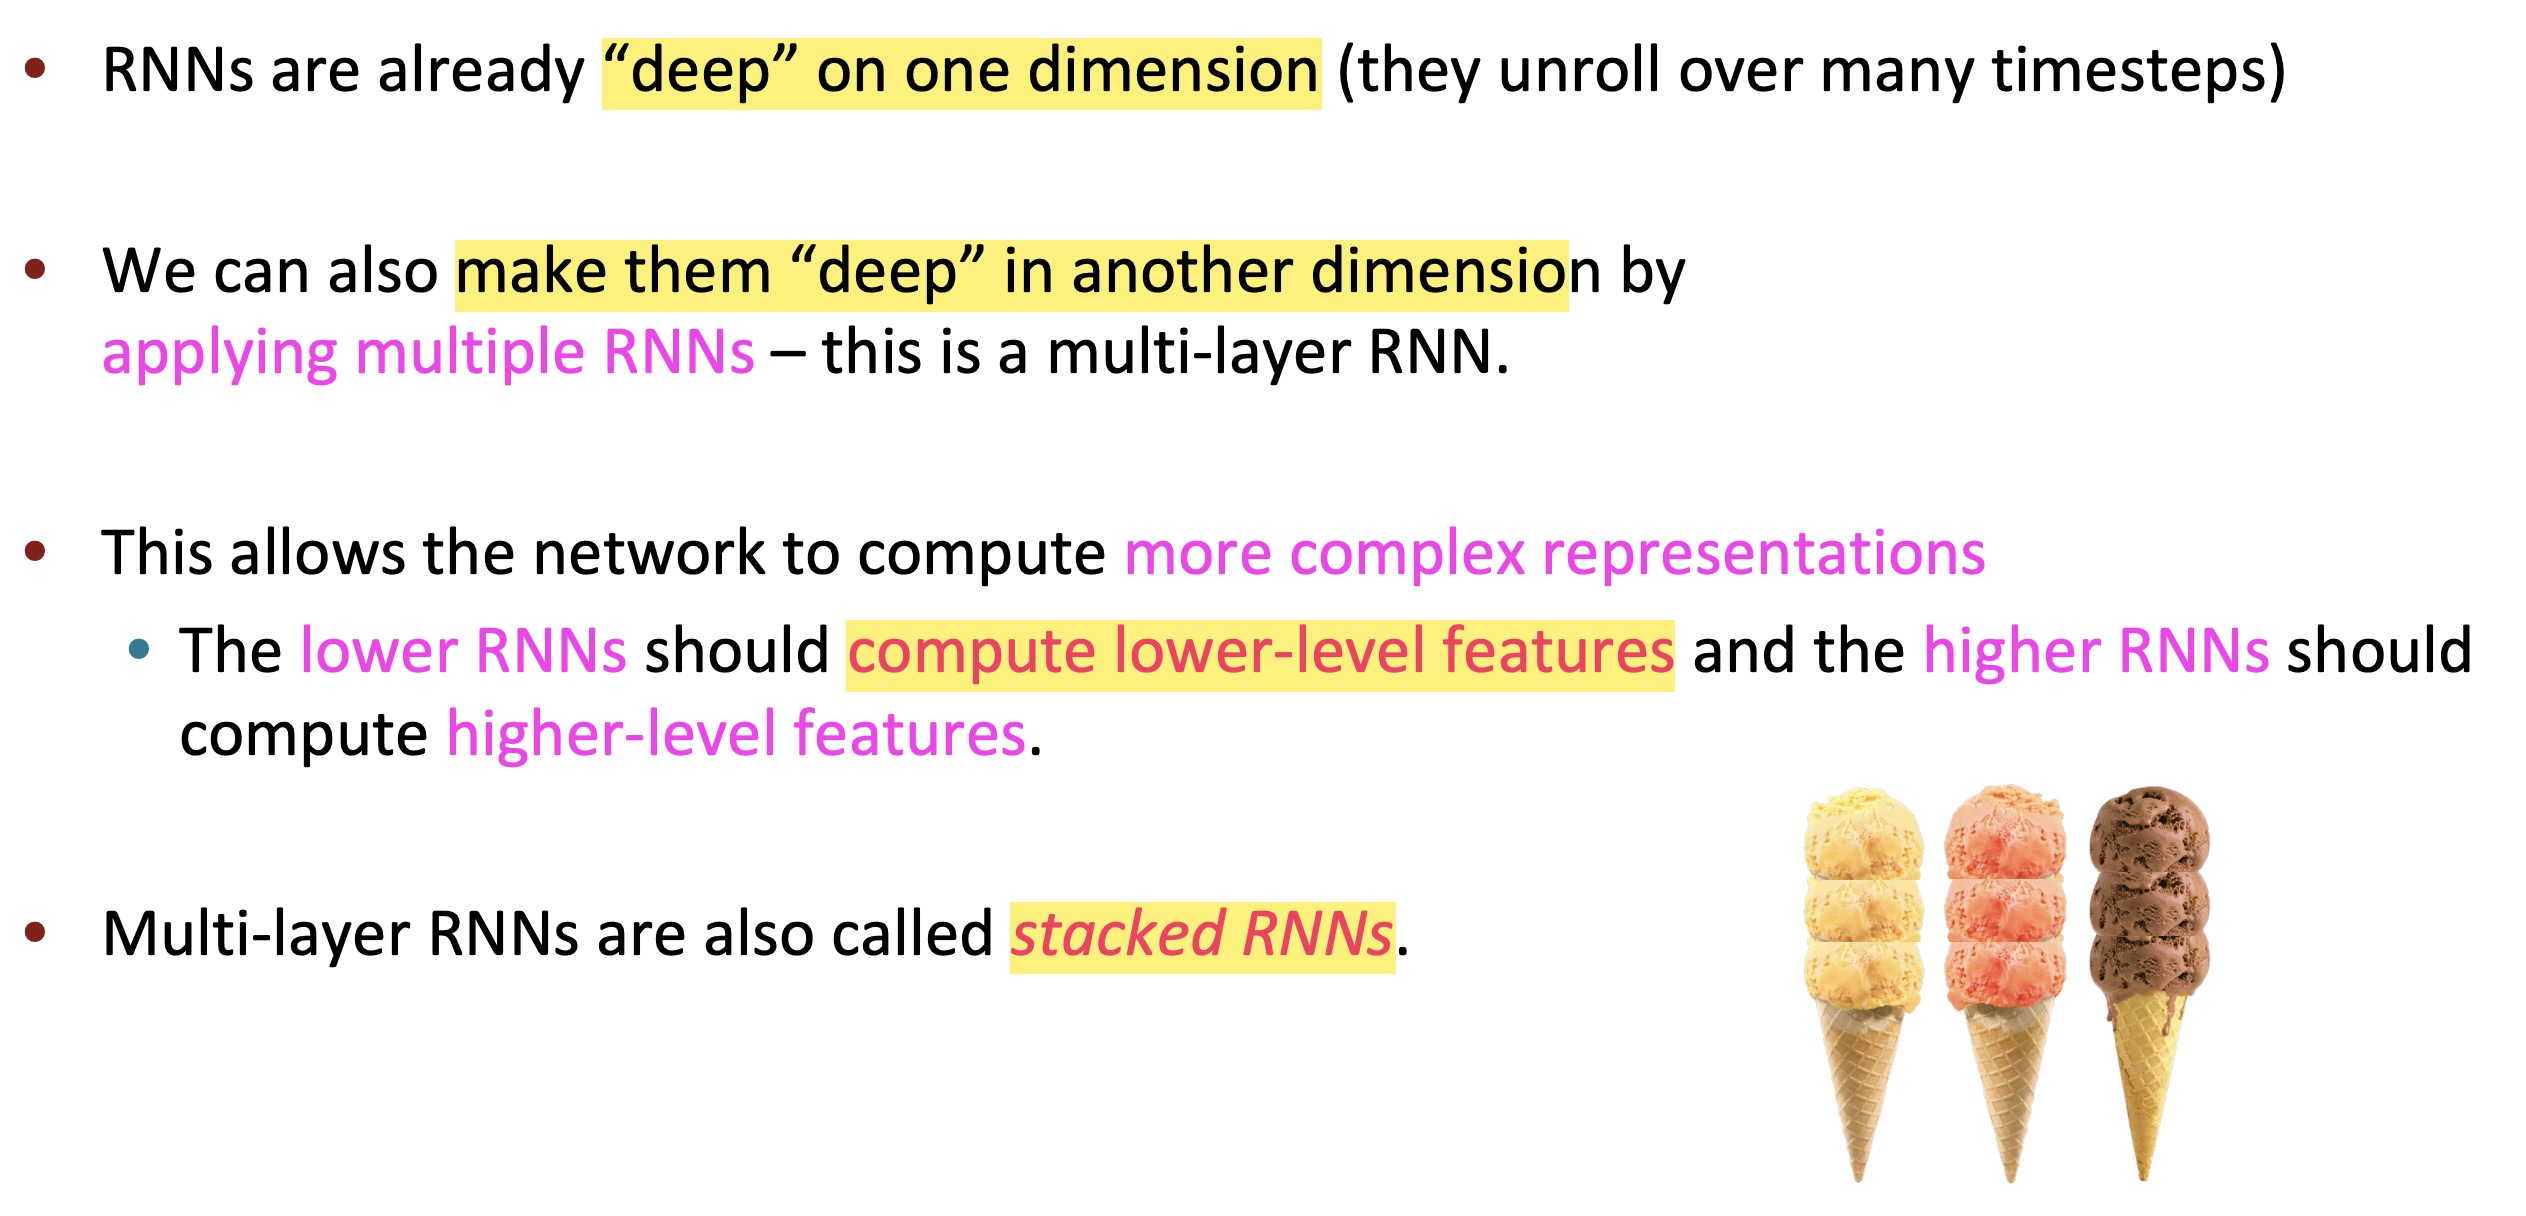 • RNNs are already “deep” on one dimension (they unroll over many timesteps)
• We can also make them “deep” in another dimension by
applying multiple RNNs – this is a multi-layer RNN.
• This allows the network to compute more complex representations
• The lower RNNs should compute lower-level features and the higher RNNs should
compute higher-level features.
• Multi-layer RNNs are also called stacked RNNs.